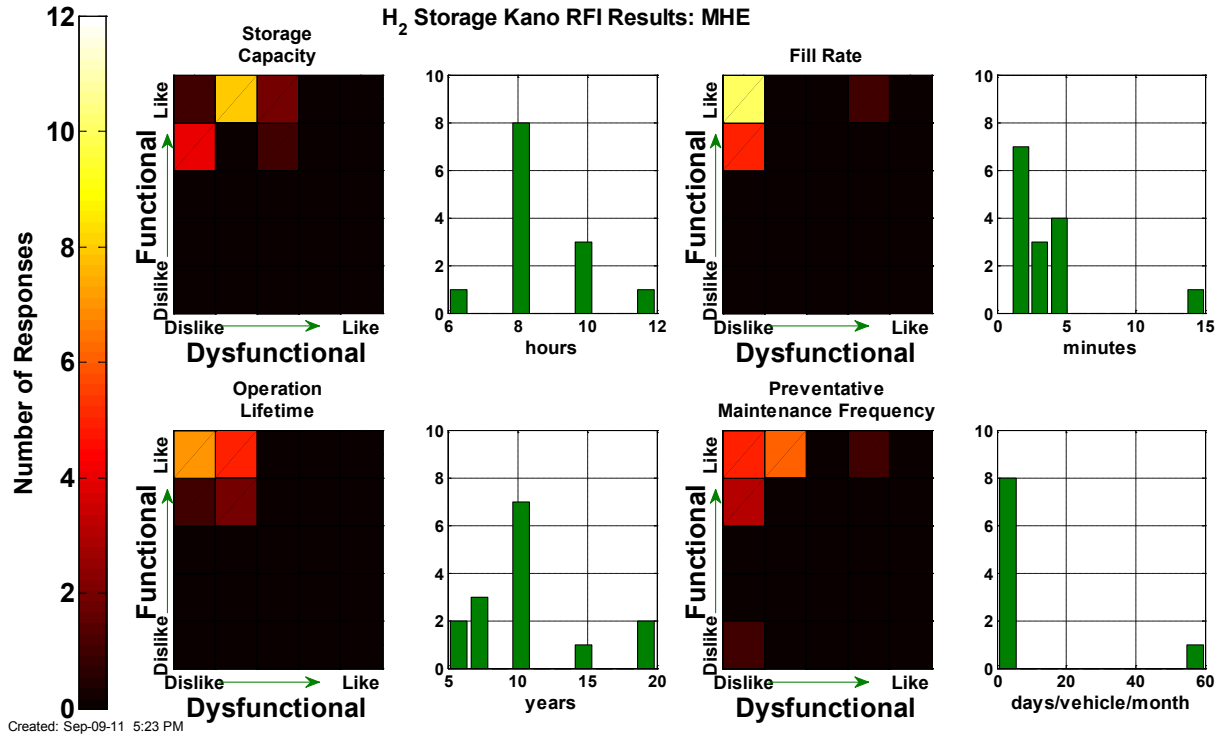 H2 Storage Kano RFI Results: MHE
12
10
8
6
4
2
0
Number of Responses
Storage
Capacity
Functional
Dislike
Like
Dislike
Like
Dysfunctional
10
8
6
4
2
0
6
8
10
12
hours
Fill Rate
Functional
Dislike
Like
Dislike
Like
Dysfunctional
10
8
6
4
2
0
0
5
10
15
minutes
Operation
Lifetime
Functional
Dislike
Like
Dislike
Like
Dysfunctional
10
8
6
4
2
0
5
10
15
20
years
Preventative
Maintenance Frequency
Functional
Dislike
Like
Dislike
Like
Dysfunctional
10
8
6
4
2
0
0
20
40
60
days/vehicle/month
Created: Sep-09-11 5:23 PM